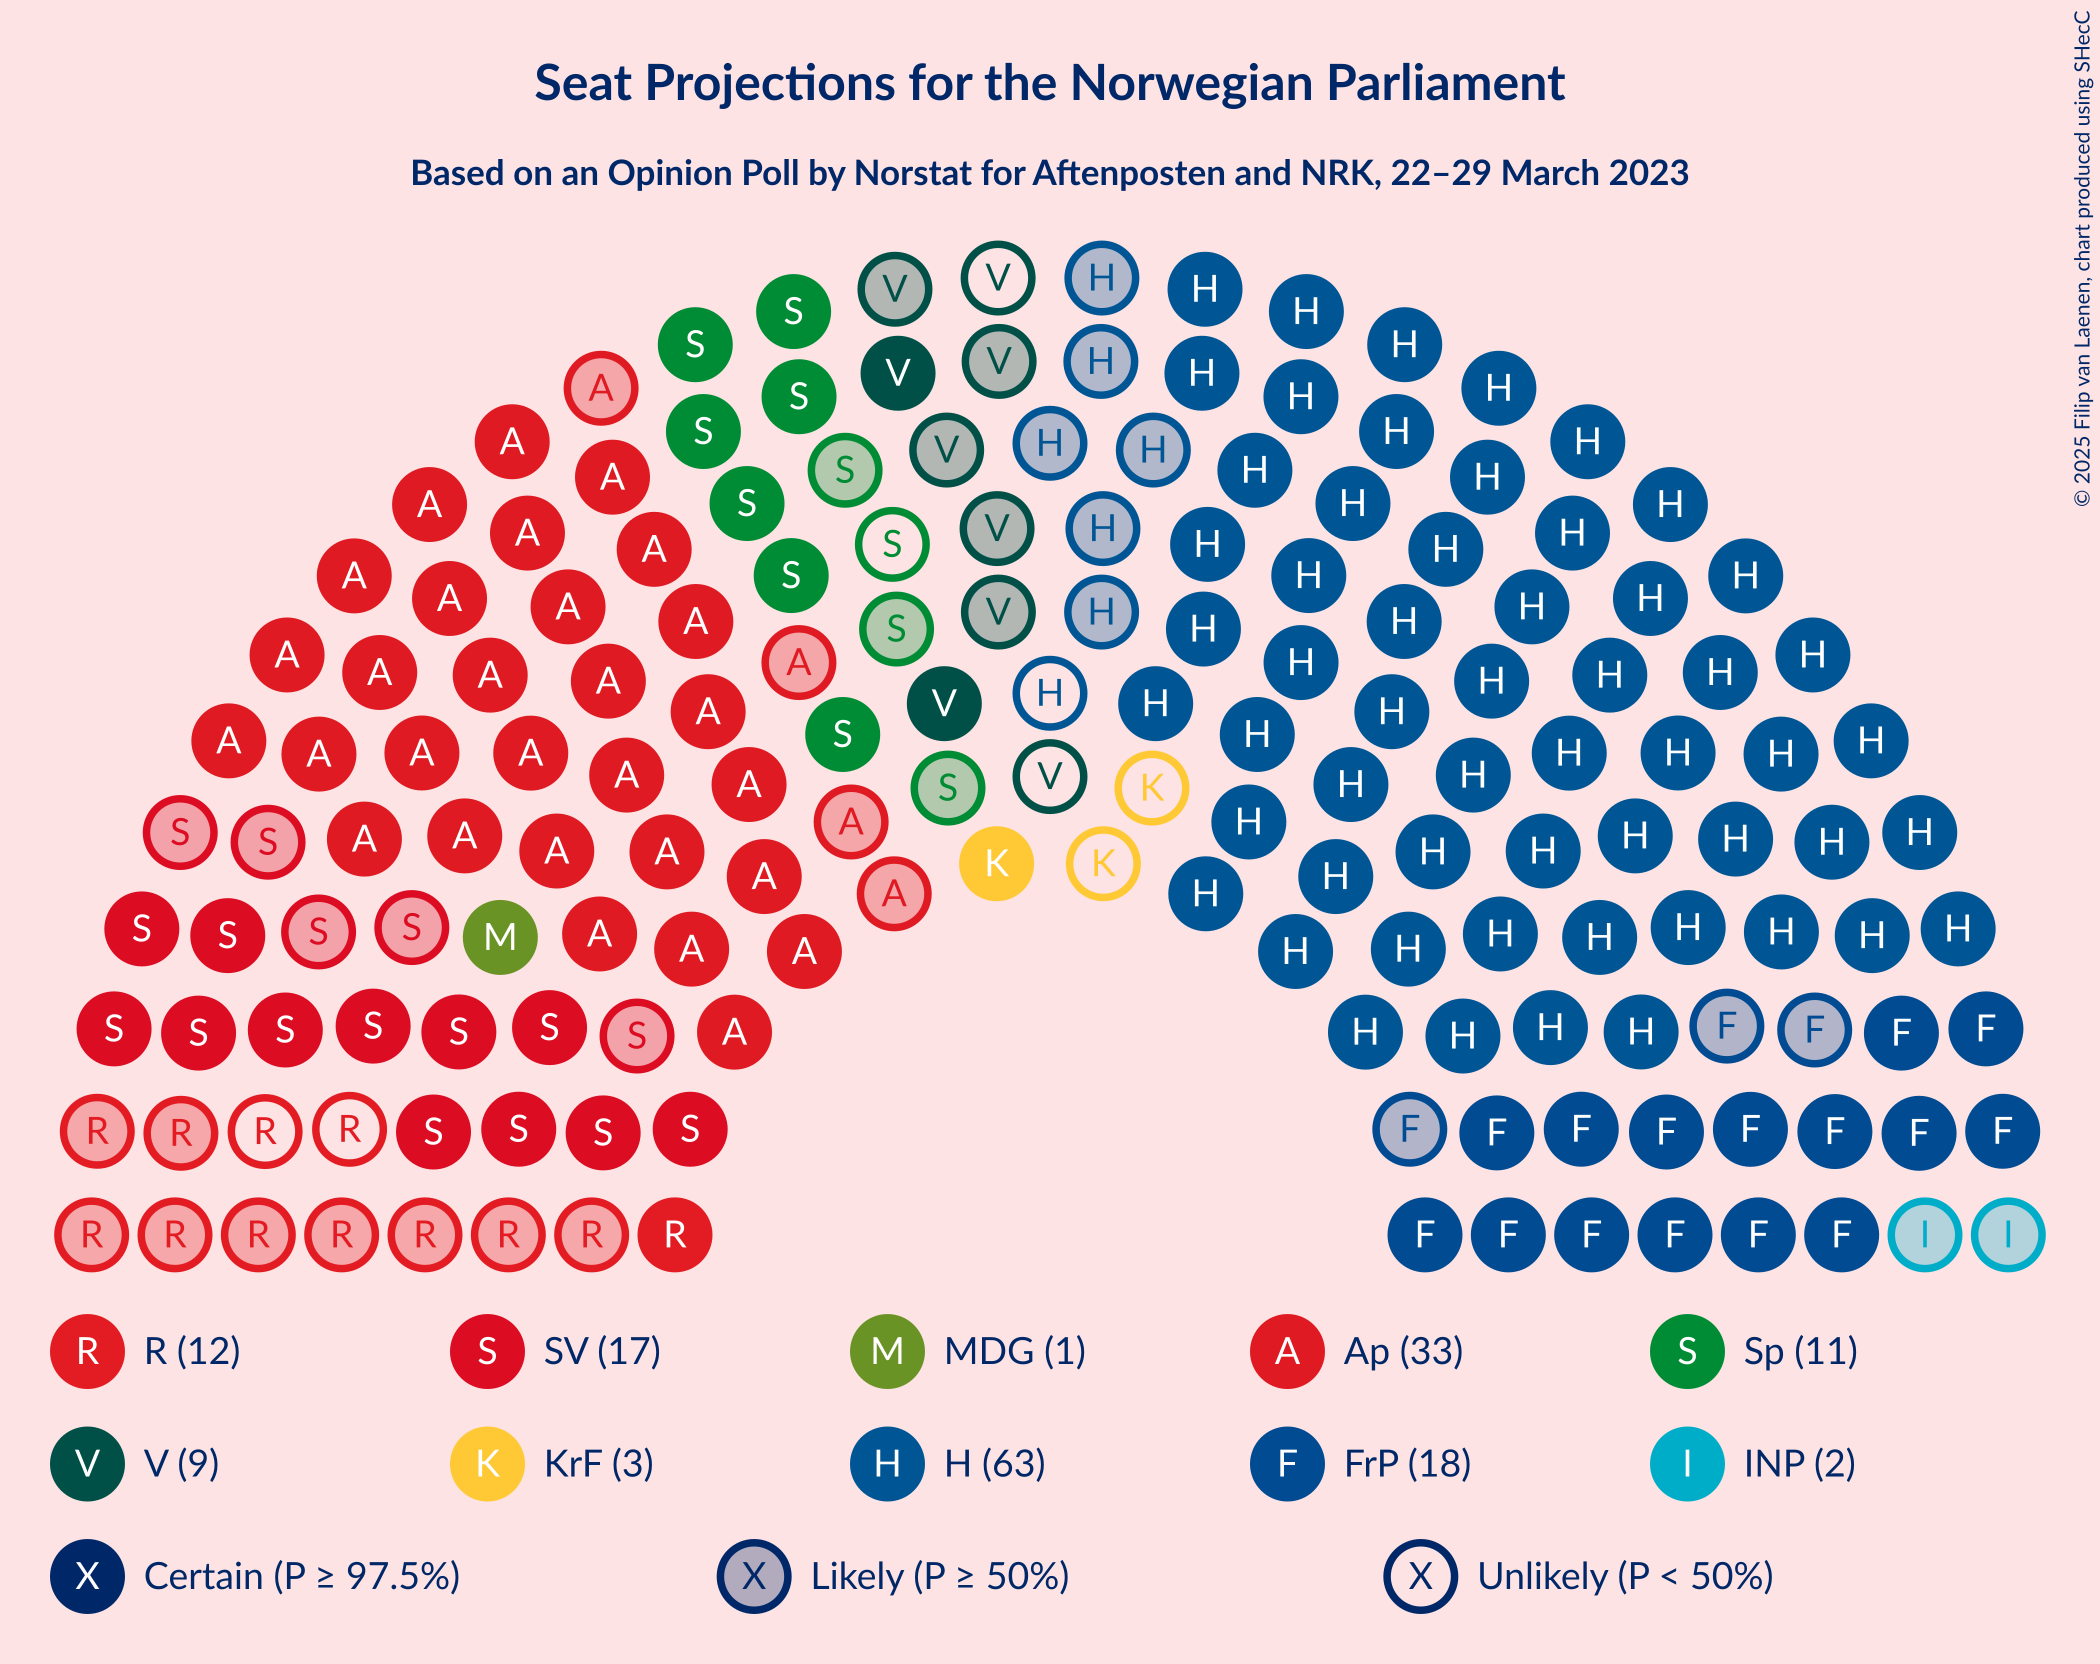 Seat Projections for the Norwegian Parliament
Based on an Opinion Poll by Norstat for Aftenposten and NRK, 22–29 March 2023
© 2025 Filip van Laenen, chart produced using SHecC
V V H H
S S H H
V V H H
S S H H
A A H H
S V H H S H
A A H H
S S H H
A A H H
S V H H
A A H H
A S S H H H
A A H H
A A V H H H
A A H H
A A S V H H H H
A A A A A S V K H H H H H H
S S A A A A A A K K H H H H H H H H
S S S S M A A A A H H H H H H H H H
S S S S S S S A H H H H F F F F
R R R R S S S S F F F F F F F F
R R R R R R R R F F F F F F I I
R R (12) S SV (17) M MDG (1) A Ap (33) S Sp (11)
V V (9) K KrF (3) H H (63) F FrP (18) I INP (2)
X Certain (P ≥ 97.5%) X Likely (P ≥ 50%) X Unlikely (P < 50%)